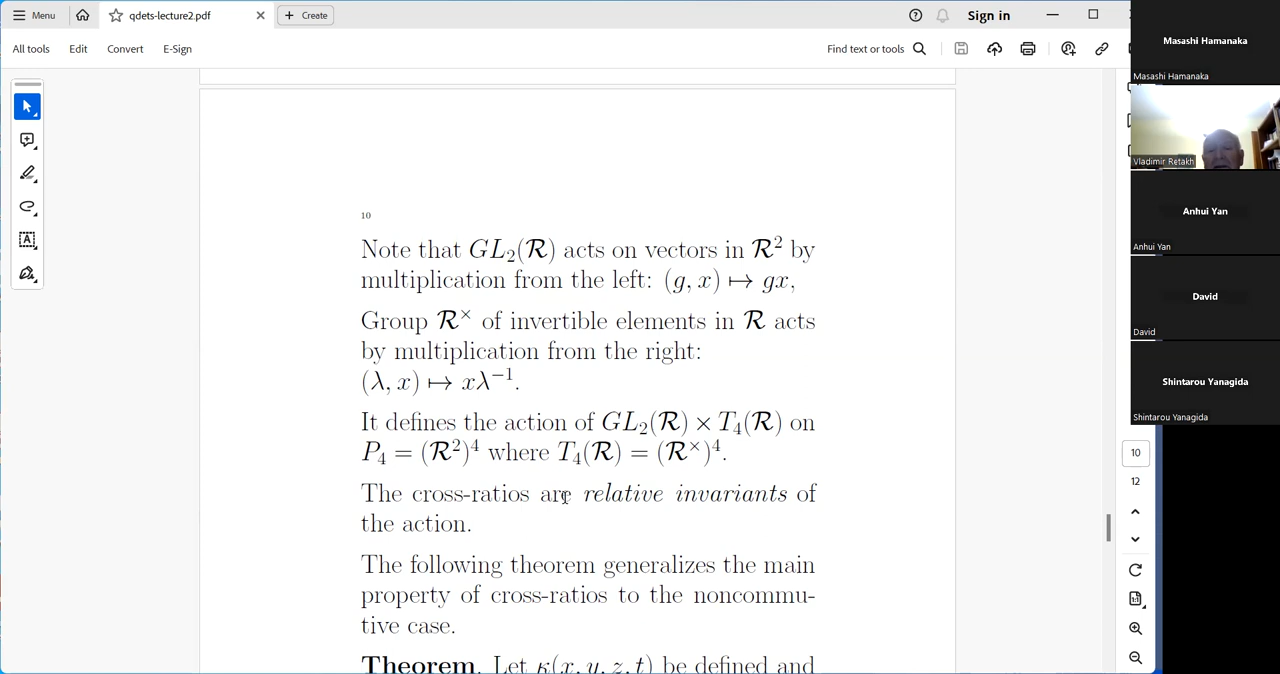 Menu
qdets-lecture2.pdf
Create
Sign in
All tools
Edit
Convert
E-Sign
Find text or tools
10
Note that GL₂(𝓡) acts on vectors in 𝓡² by
multiplication from the left: (g, x) ↦ gx,
Group 𝓡× of invertible elements in 𝓡 acts
by multiplication from the right:
(λ, x) ↦ xλ⁻¹.
It defines the action of GL₂(𝓡) × T₄(𝓡) on
P₄ = (𝓡²)⁴ where T₄(𝓡) = (𝓡×)⁴.
The cross-ratios are relative invariants of
the action.
The following theorem generalizes the main
property of cross-ratios to the noncommu-
tive case.
Theorem. Let κ(x, y, z, t) be defined and
Masashi Hamanaka
Masashi Hamanaka
Vladimir Retakh
Anhui Yan
Anhui Yan
David
David
Shintarou Yanagida
Shintarou Yanagida
10
12
1:1